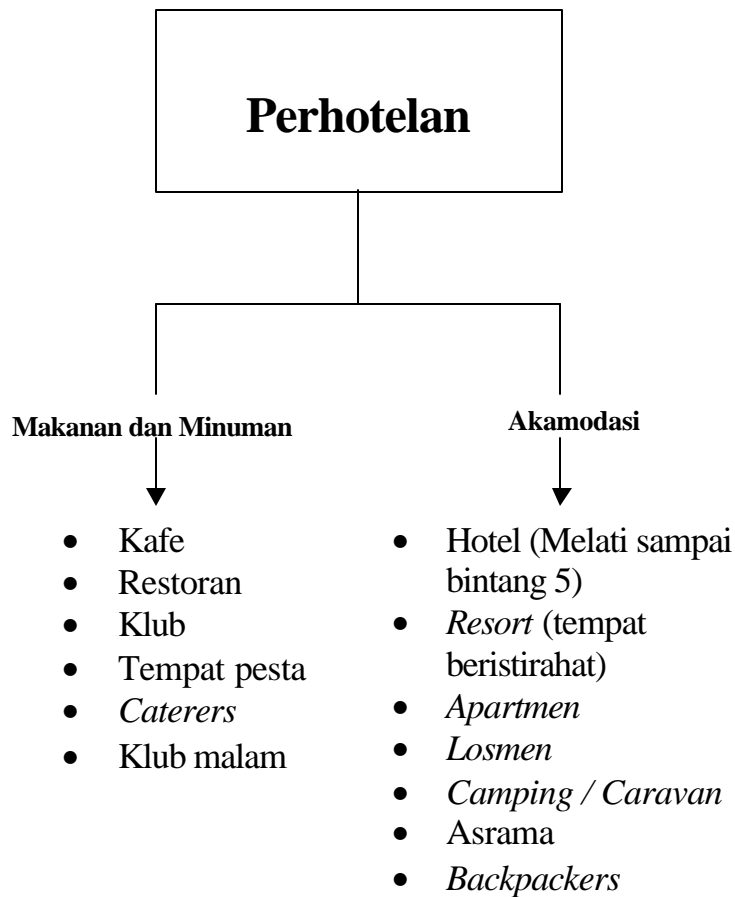 Perhotelan
Makanan dan Minuman
• Kafe
• Restoran
• Klub
• Tempat pesta
• Caterers
• Klub malam
Akamodasi
• Hotel (Melati sampai
bintang 5)
• Resort (tempat
beristirahat)
• Apartmen
• Losmen
• Camping / Caravan
• Asrama
• Backpackers